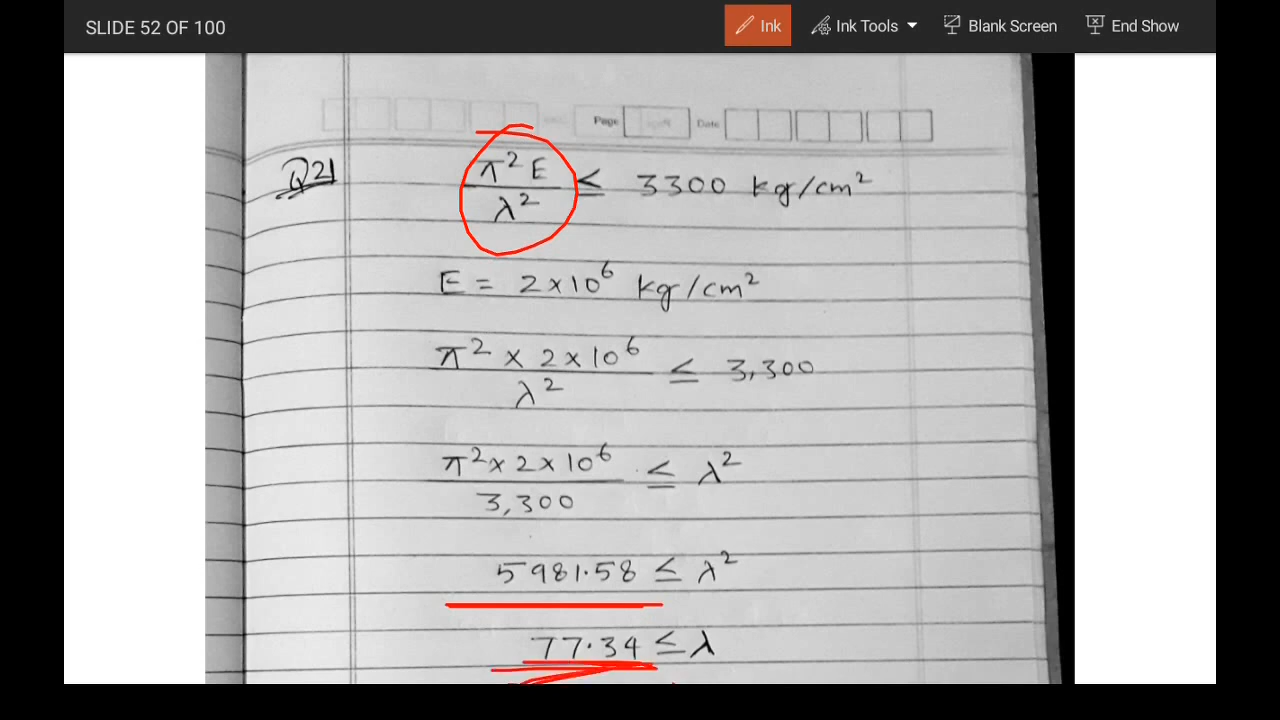 SLIDE 52 OF 100
Ink
Ink Tools
Blank Screen
End Show
Page
Date
Q21
π² E / λ² ≤ 3300 kg/cm²
E = 2×10⁶ kg/cm²
π² × 2×10⁶ / λ² ≤ 3,300
π² × 2×10⁶ / 3,300 ≤ λ²
5981.58 ≤ λ²
77.34 ≤ λ